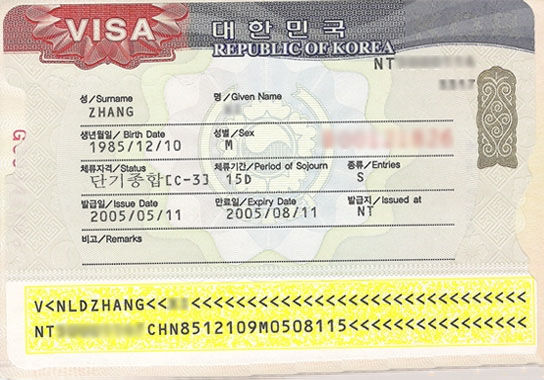 VISA 대한민국
REPUBLIC OF KOREA
NT
성/Surname 명/Given Name
ZHANG
생년월일/ Birth Date 성별/ Sex
1985/12/10 M
체류자격/Status 체류기간/Period of Sojourn 종류/ Entries
단기종합[C-3] 15D S
발급일/ Issue Date 만료일/ Expiry Date 발급지/ Issued at
2005/05/11 2005/08/11 NT
비고/Remarks
V<NLDZHANG<<
<<<<<<<<<<<<<<<<<<<<<<<<<<<<
NT
CHN8512109M0508115<<<<<<<<<<<<<<